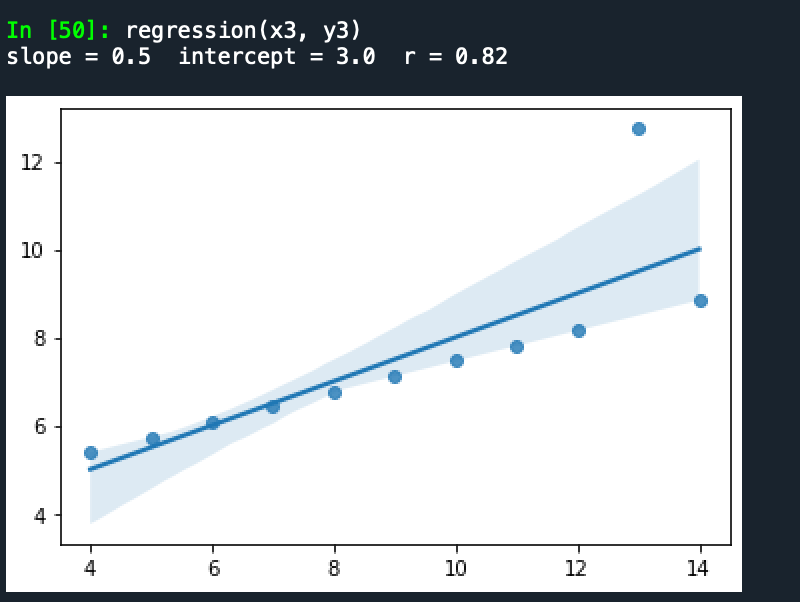 In [50]: regression(x3, y3)
slope = 0.5  intercept = 3.0  r = 0.82
12
10
8
6
4
4 6 8 10 12 14